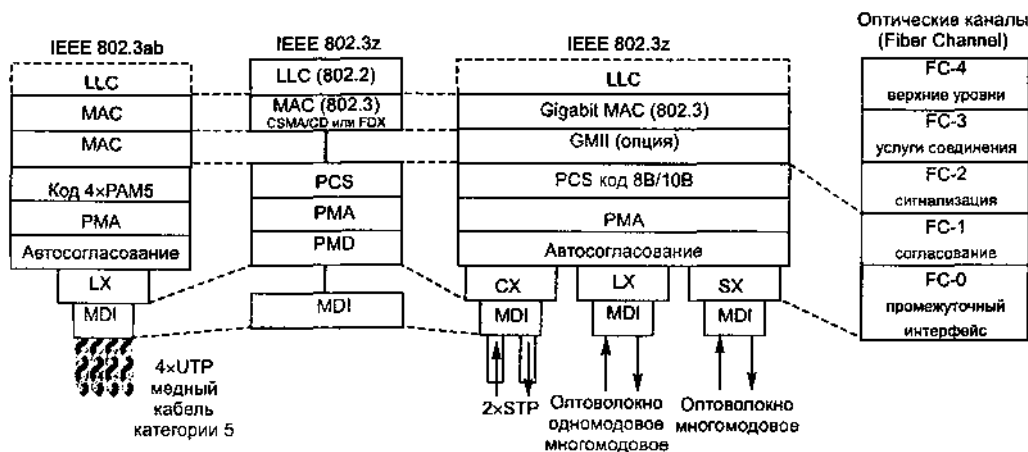 IEEE 802.3ab
LLC
MAC
MAC
Код 4×PAM5
PMA
Автосогласование
LX
MDI
4×UTP
медный
кабель
категории 5
IEEE 802.3z
LLC (802.2)
MAC (802.3)
CSMA/CD или FDX
PCS
PMA
PMD
MDI
IEEE 802.3z
LLC
Gigabit MAC (802.3)
GMII (опция)
PCS код 8B/10B
PMA
Автосогласование
CX
LX
SX
MDI
MDI
MDI
2×STP
Оптоволокно
одномодовое
многомодовое
Оптоволокно
многомодовое
Оптические каналы
(Fiber Channel)
FC-4
верхние уровни
FC-3
услуги соединения
FC-2
сигнализация
FC-1
согласование
FC-0
промежуточный
интерфейс